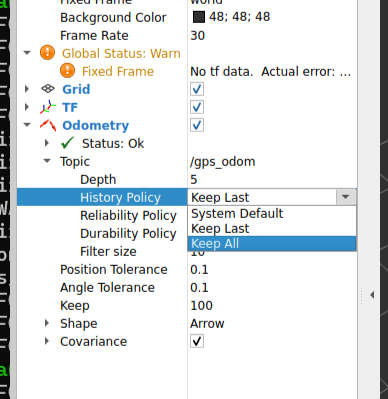 Fixed Frame world
Background Color 48; 48; 48
Frame Rate 30
Global Status: Warn
Fixed Frame No tf data. Actual error: ...
Grid
TF
Odometry
Status: Ok
Topic /gps_odom
Depth 5
History Policy Keep Last
Reliability Policy System Default
Durability Policy Keep Last
Keep All
Filter size 10
Position Tolerance 0.1
Angle Tolerance 0.1
Keep 100
Shape Arrow
Covariance